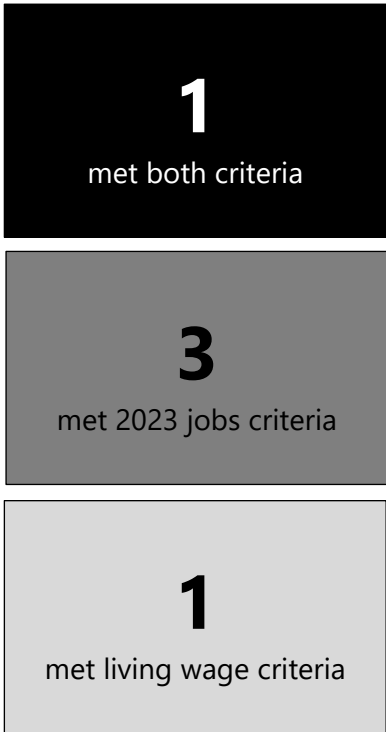 1
met both criteria
3
met 2023 jobs criteria
1
met living wage criteria